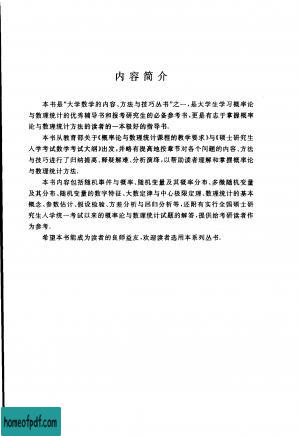 内容简介
本书是“大学数学的内容、方法与技巧丛书”之一,是大学生学习概率论
与数理统计的优秀辅导书和报考研究生的必备参考书,更是有志于掌握概率
论与数理统计方法的读者的一本极好的指导书。
本书从教育部关于《概率论与数理统计课程的教学要求》与《硕士研究生
入学考试数学考试大纲》出发,并略有提高地按章节对各个问题的内容、方法
与技巧进行了归纳提高、释疑解难、分析演绎,以帮助读者理解和掌握概率论与
数理统计方法。
本书内容包括随机事件与概率、随机变量及其概率分布、多维随机变量
及其分布、随机变量的数字特征、大数定律与中心极限定理、数理统计的基本
概念、参数估计、假设检验、方差分析与回归分析等,还附有实行全国硕士研
究生入学统一考试以来的概率论与数理统计试题的解答,提供给考研读者作
为参考。
希望本书能成为读者的良师益友,欢迎读者选用本系列丛书。
homeofpdf.com